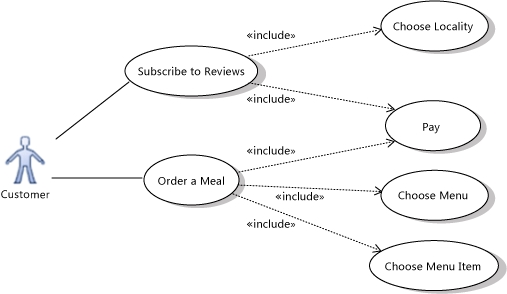 «include»
Choose Locality
Subscribe to Reviews
«include»
Pay
«include»
Customer
Order a Meal
«include»
Choose Menu
«include»
Choose Menu Item